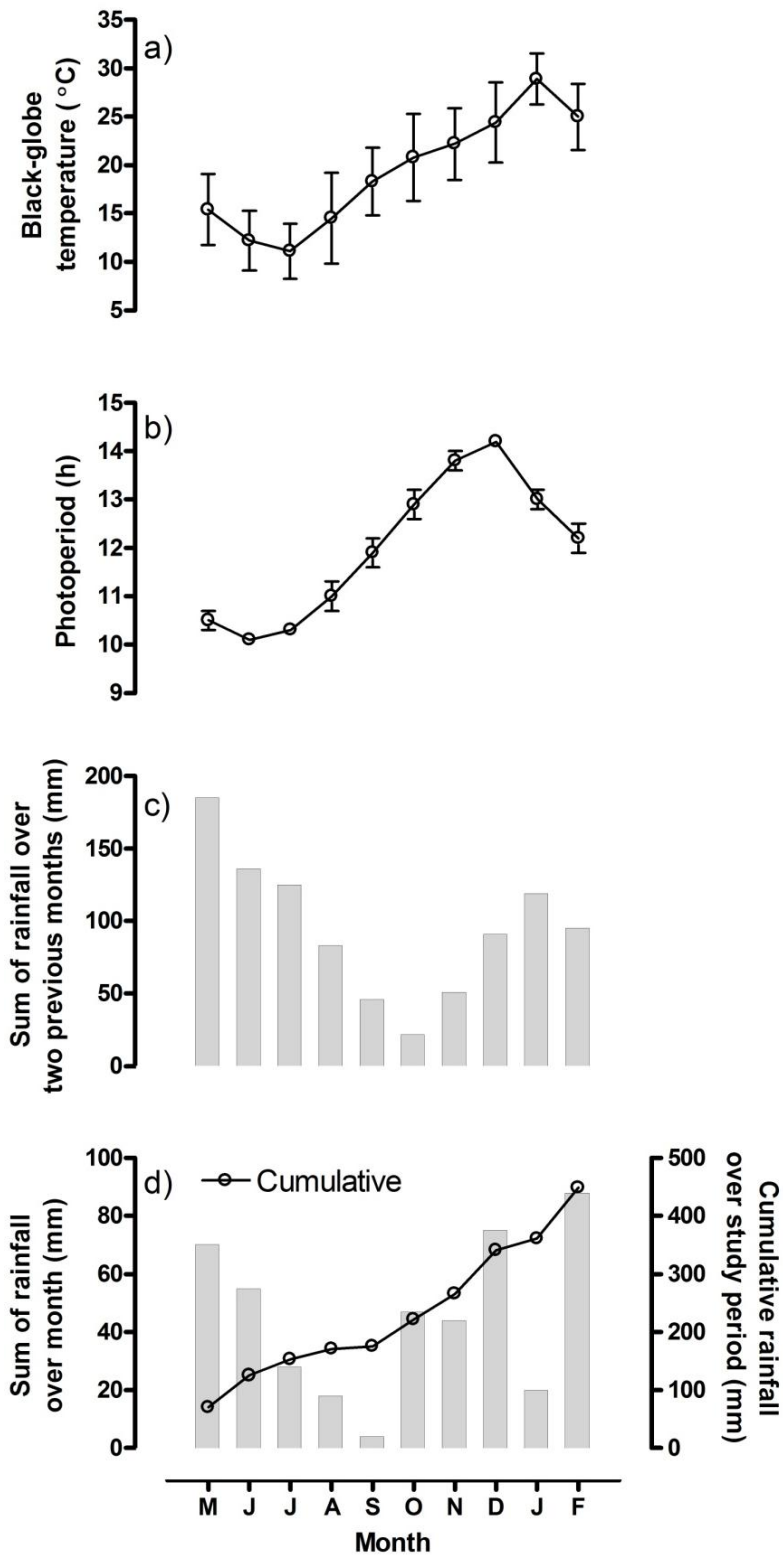 a)
Black-globe
temperature ( °C)
35
30
25
20
15
10
5
b)
Photoperiod (h)
15
14
13
12
11
10
9
c)
Sum of rainfall over
two previous months (mm)
200
150
100
50
0
d)
Cumulative
Sum of rainfall
over month (mm)
100
80
60
40
20
0
500
400
300
200
100
0
Cumulative rainfall
over study period (mm)
M J J A S O N D J F
Month